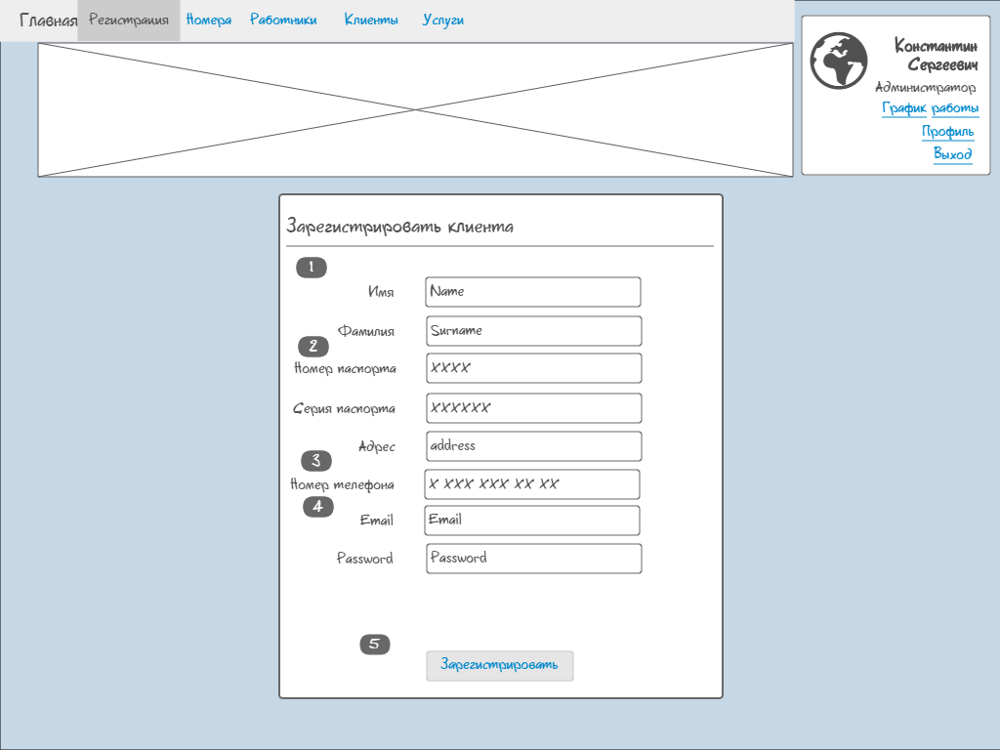 Главная Регистрация Номера Работники Клиенты Услуги
Константин
Сергеевич
Администратор
График работы
Профиль
Выход
Зарегистрировать клиента
1
Имя Name
Фамилия Surname
2
Номер паспорта XXXX
Серия паспорта XXXXXX
Адрес address
3
Номер телефона X XXX XXX XX XX
4
Email Email
Password Password
5
Зарегистрировать